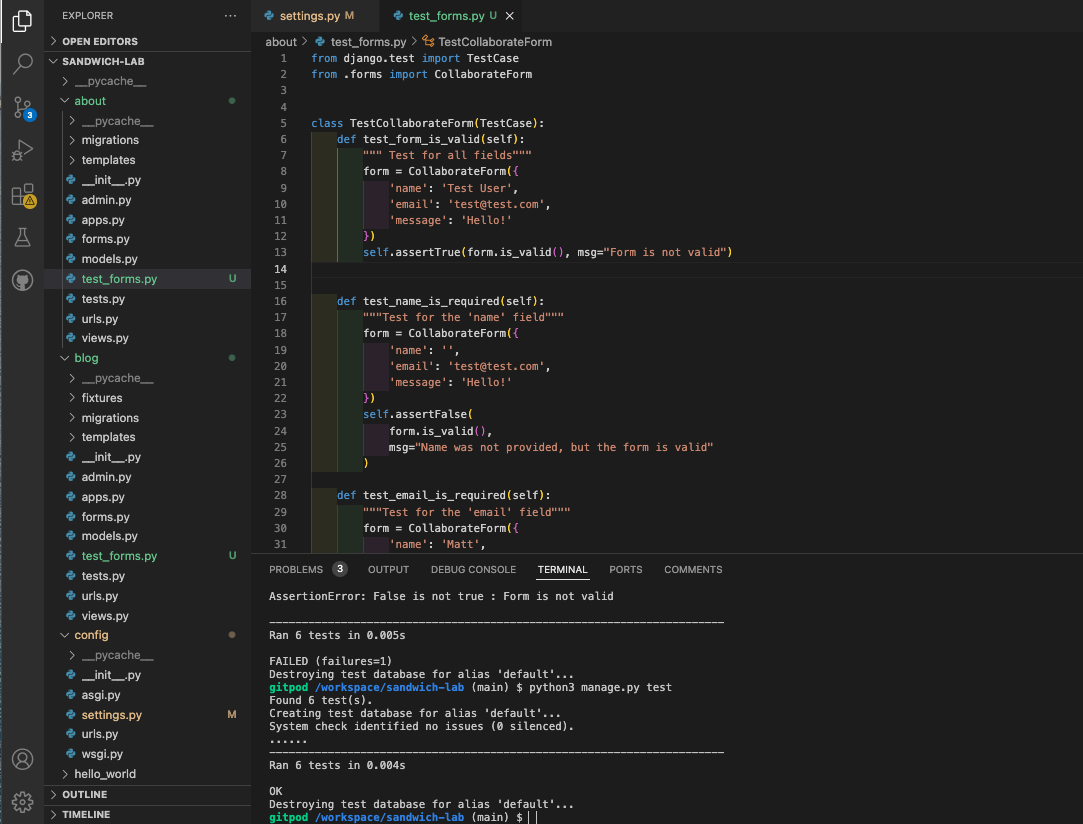 EXPLORER
OPEN EDITORS
SANDWICH-LAB
__pycache__
about
__pycache__
migrations
templates
__init__.py
admin.py
apps.py
forms.py
models.py
test_forms.py U
tests.py
urls.py
views.py
blog
__pycache__
fixtures
migrations
templates
__init__.py
admin.py
apps.py
forms.py
models.py
test_forms.py U
tests.py
urls.py
views.py
config
__pycache__
__init__.py
asgi.py
settings.py M
urls.py
wsgi.py
hello_world
OUTLINE
TIMELINE
3
settings.py M
test_forms.py U
about > test_forms.py > TestCollaborateForm
1 from django.test import TestCase
2 from .forms import CollaborateForm
3
4
5 class TestCollaborateForm(TestCase):
6 def test_form_is_valid(self):
7 """ Test for all fields"""
8 form = CollaborateForm({
9 'name': 'Test User',
10 'email': 'test@test.com',
11 'message': 'Hello!'
12 })
13 self.assertTrue(form.is_valid(), msg="Form is not valid")
14
15
16 def test_name_is_required(self):
17 """Test for the 'name' field"""
18 form = CollaborateForm({
19 'name': '',
20 'email': 'test@test.com',
21 'message': 'Hello!'
22 })
23 self.assertFalse(
24 form.is_valid(),
25 msg="Name was not provided, but the form is valid"
26 )
27
28 def test_email_is_required(self):
29 """Test for the 'email' field"""
30 form = CollaborateForm({
31 'name': 'Matt',
PROBLEMS 3 OUTPUT DEBUG CONSOLE TERMINAL PORTS COMMENTS
AssertionError: False is not true : Form is not valid
----------------------------------------------------------------------
Ran 6 tests in 0.005s
FAILED (failures=1)
Destroying test database for alias 'default'...
gitpod /workspace/sandwich-lab (main) $ python3 manage.py test
Found 6 test(s).
Creating test database for alias 'default'...
System check identified no issues (0 silenced).
......
----------------------------------------------------------------------
Ran 6 tests in 0.004s
OK
Destroying test database for alias 'default'...
gitpod /workspace/sandwich-lab (main) $